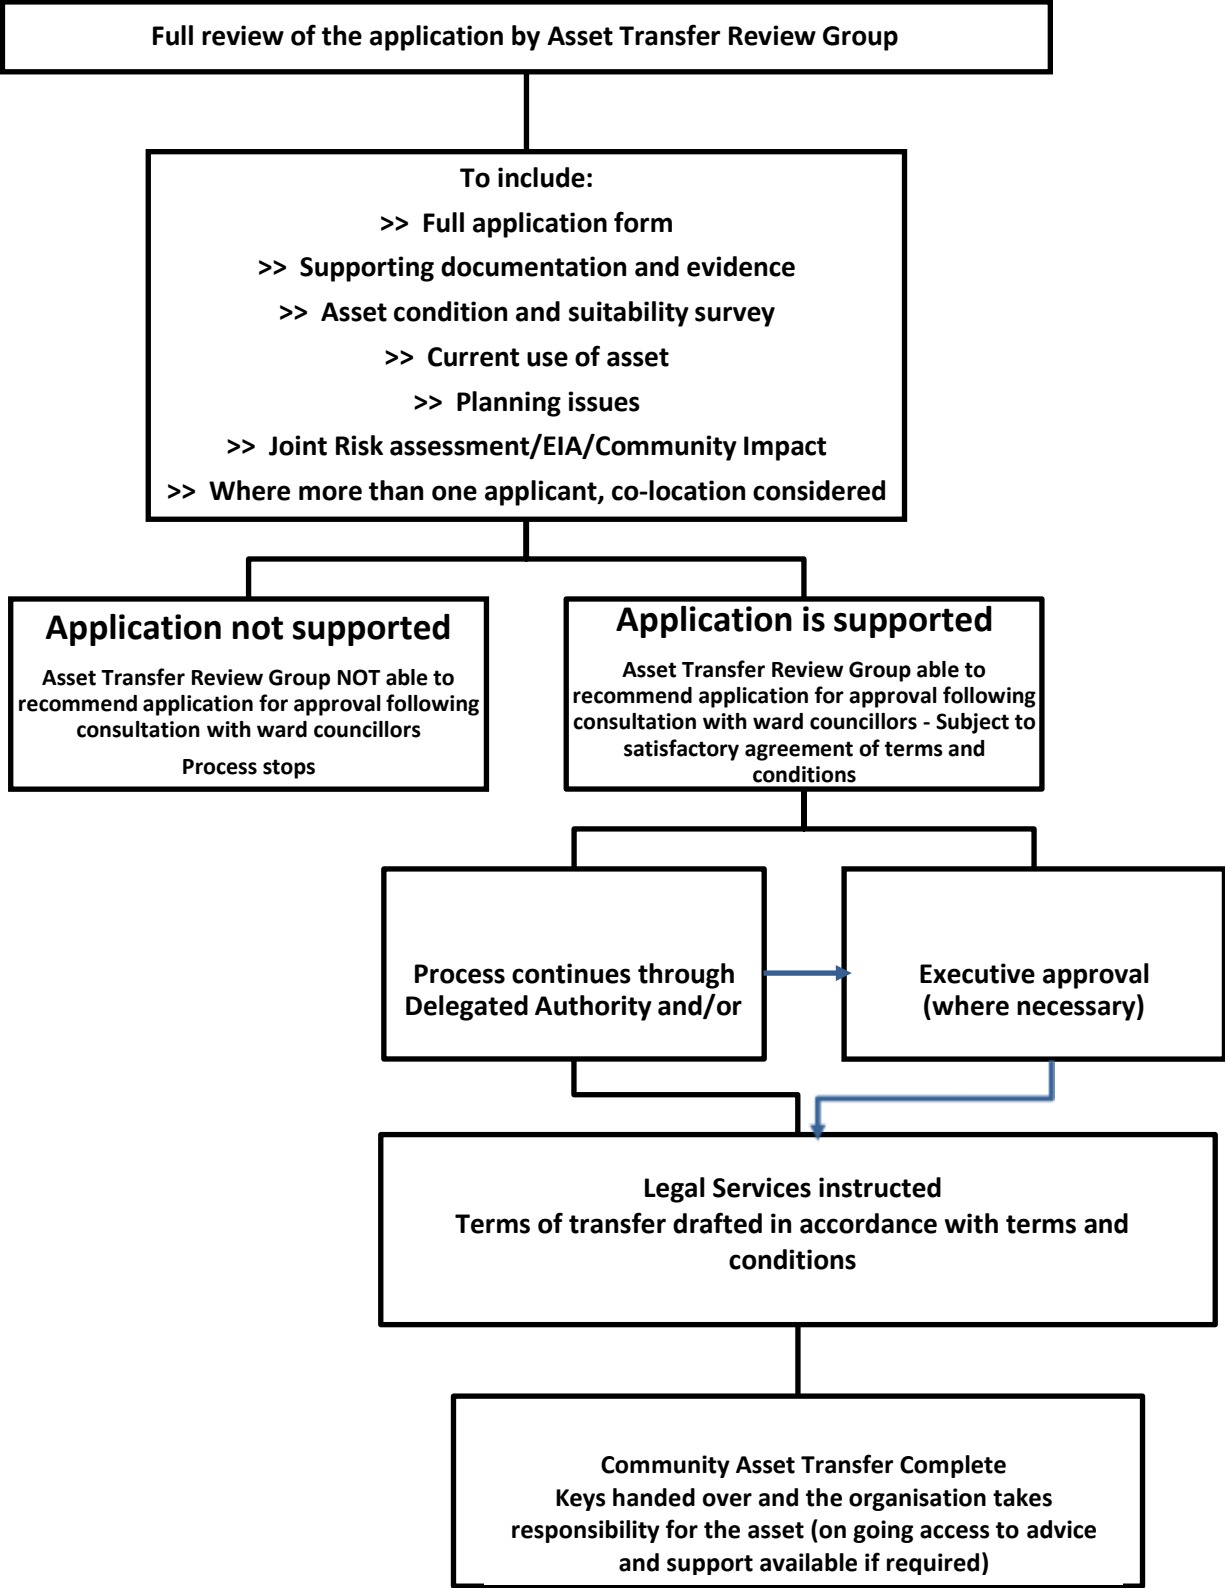 Full review of the application by Asset Transfer Review Group
To include:
>> Full application form
>> Supporting documentation and evidence
>> Asset condition and suitability survey
>> Current use of asset
>> Planning issues
>> Joint Risk assessment/EIA/Community Impact
>> Where more than one applicant, co-location considered
Application not supported
Asset Transfer Review Group NOT able to
recommend application for approval following
consultation with ward councillors
Process stops
Application is supported
Asset Transfer Review Group able to
recommend application for approval following
consultation with ward councillors - Subject to
satisfactory agreement of terms and
conditions
Process continues through
Delegated Authority and/or
Executive approval
(where necessary)
Legal Services instructed
Terms of transfer drafted in accordance with terms and
conditions
Community Asset Transfer Complete
Keys handed over and the organisation takes
responsibility for the asset (on going access to advice
and support available if required)